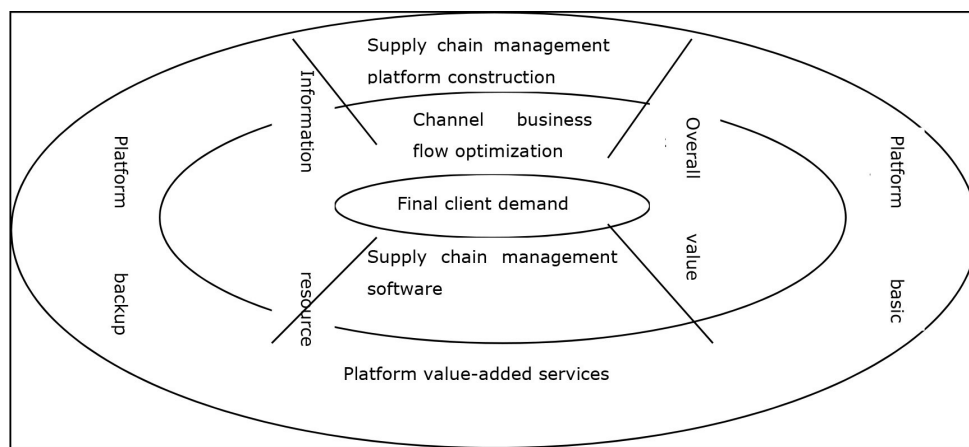 Supply chain management
platform construction
Channel business
flow optimization
Final client demand
Supply chain management
software
Platform value-added services
Platform backup
Information resource
Overall value
Platform basic